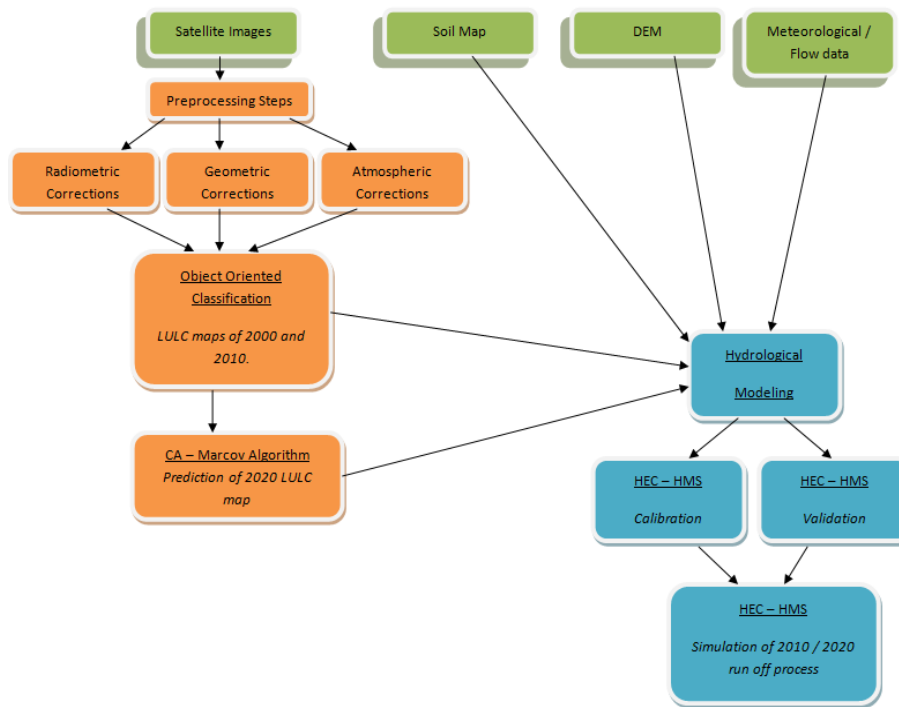 Satellite Images
Soil Map
DEM
Meteorological /
Flow data
Preprocessing Steps
Radiometric
Corrections
Geometric
Corrections
Atmospheric
Corrections
Object Oriented
Classification
LULC maps of 2000 and
2010.
Hydrological
Modeling
CA – Marcov Algorithm
Prediction of 2020 LULC
map
HEC – HMS
Calibration
HEC – HMS
Validation
HEC – HMS
Simulation of 2010 / 2020
run off process